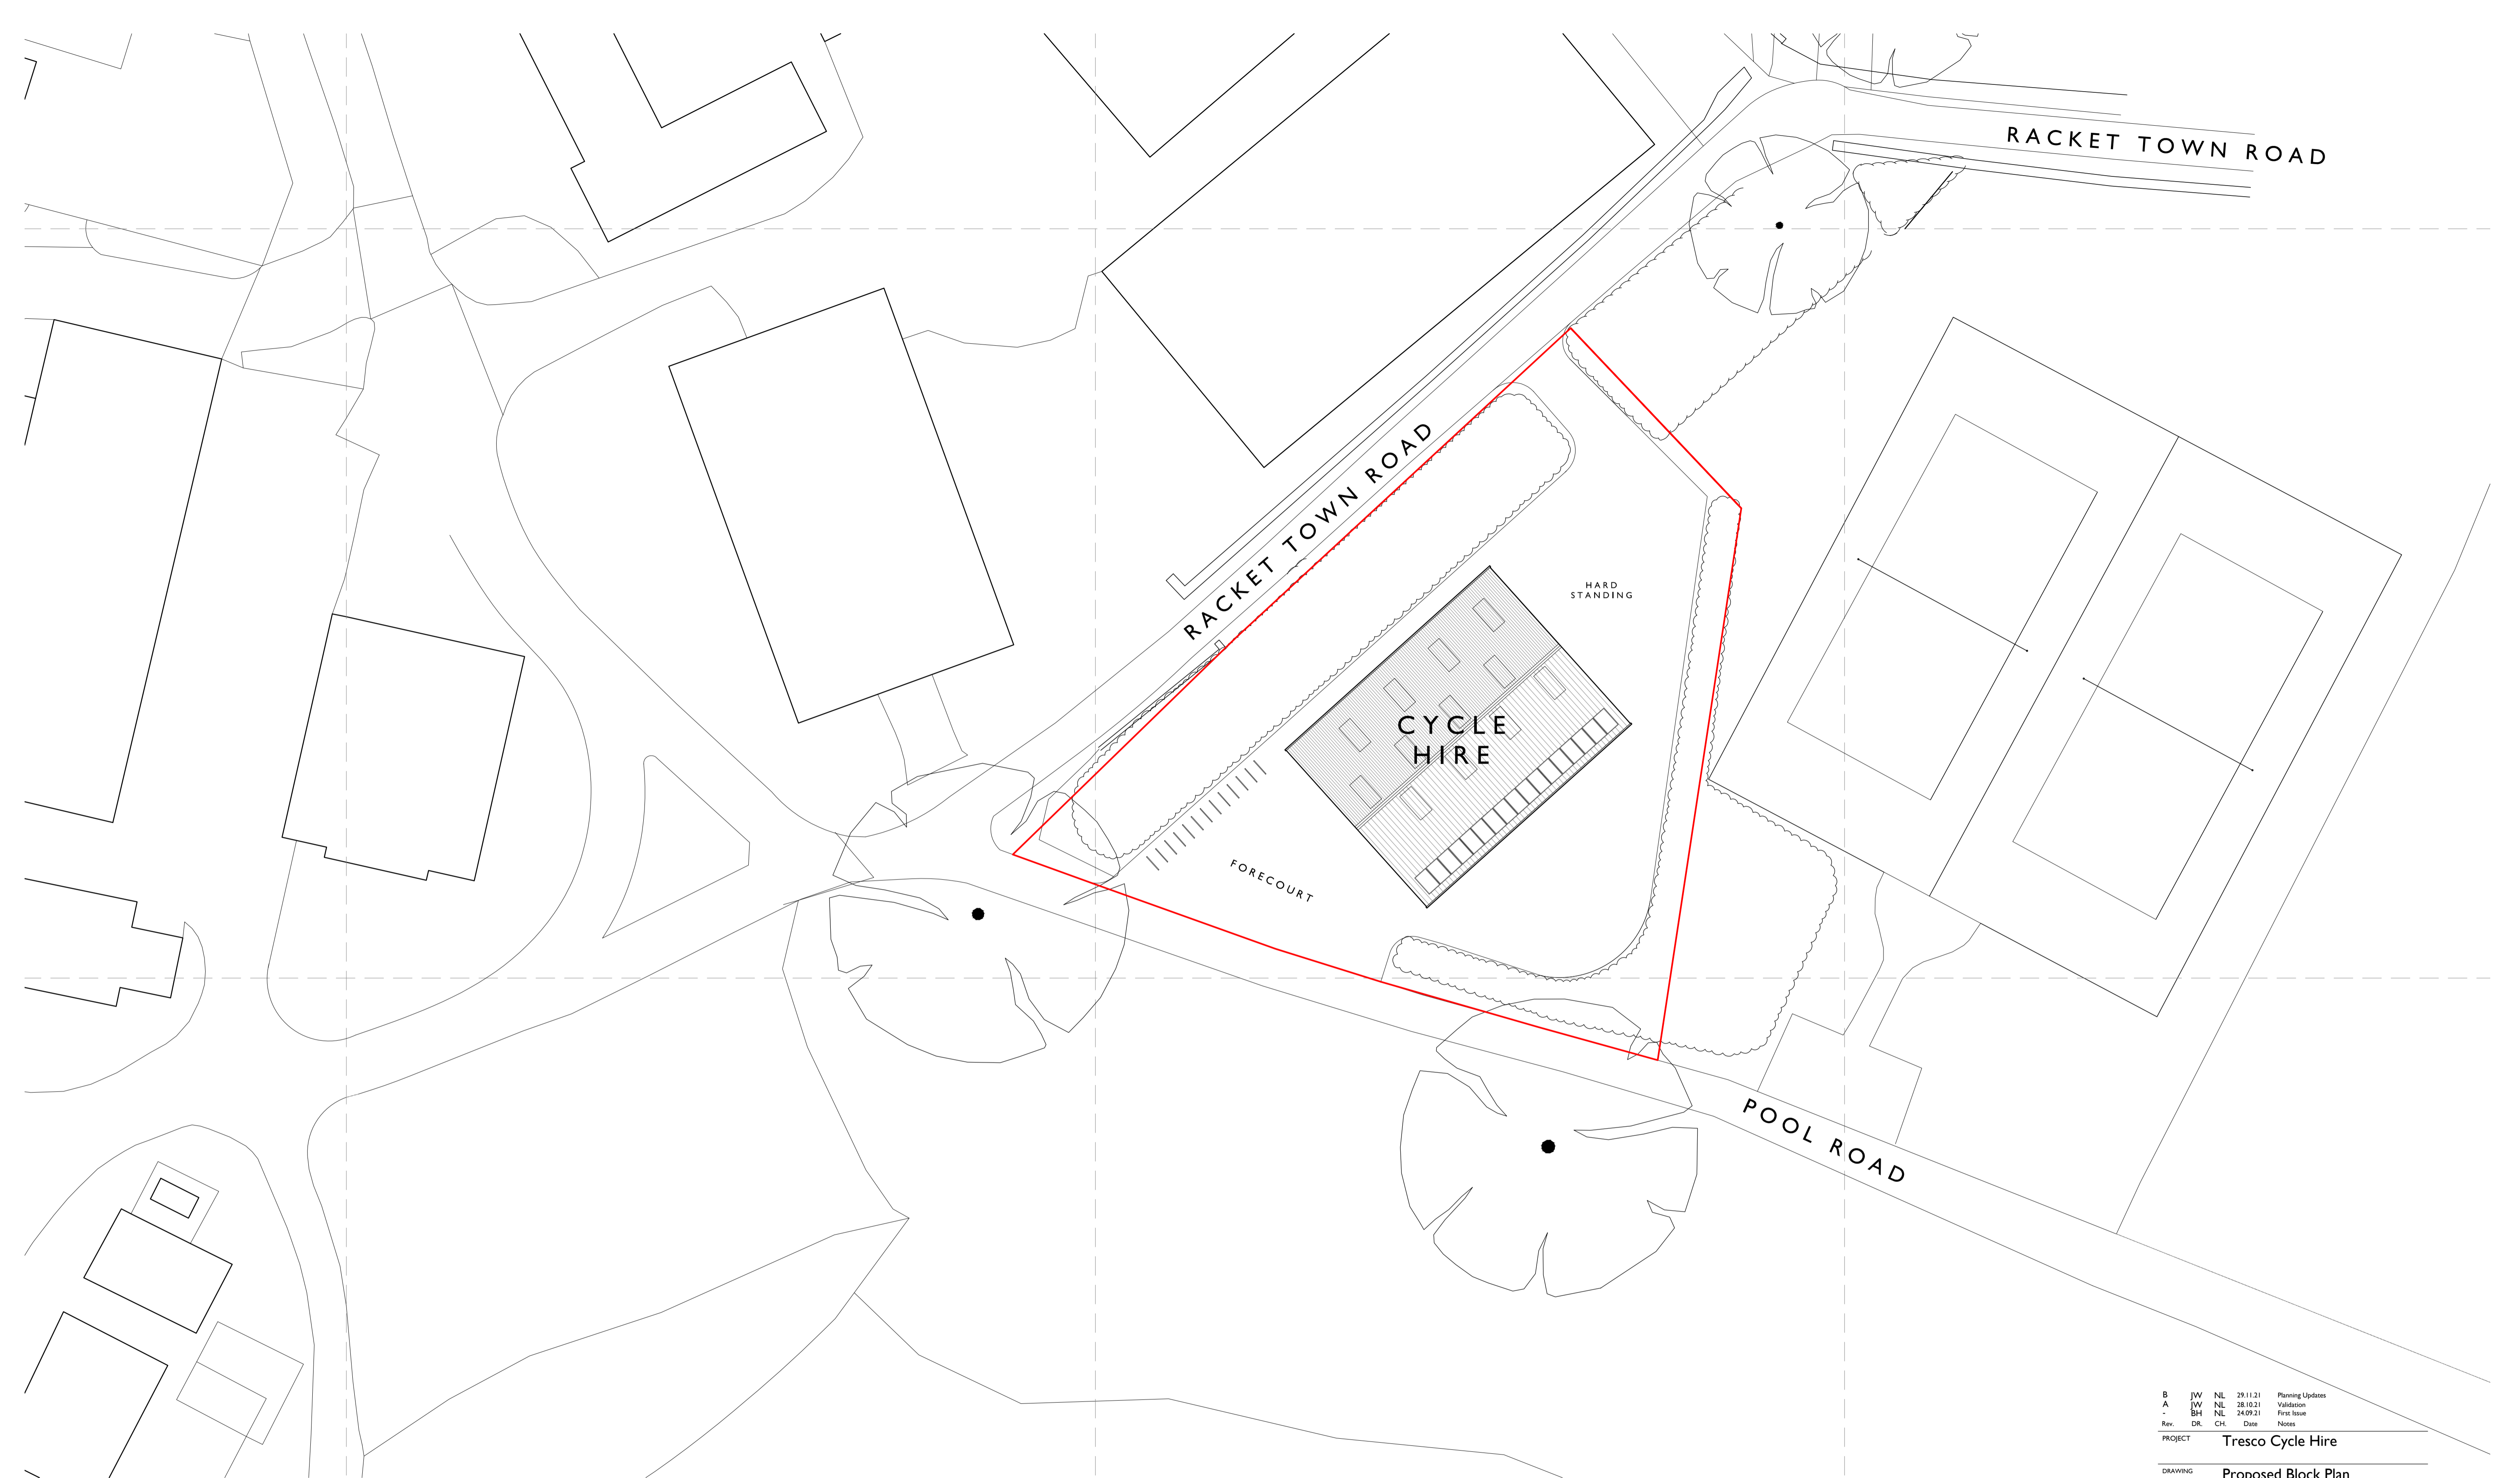 RACKET TOWN ROAD
RACKET TOWN ROAD
HARD
STANDING
CYCLE
HIRE
FORECOURT
POOL ROAD
B JW NL 29.11.21 Planning Updates
A JW NL 28.10.21 Validation
- BH NL 24.09.21 First Issue
Rev. DR. CH. Date Notes
PROJECT Tresco Cycle Hire
DRAWING Proposed Block Plan